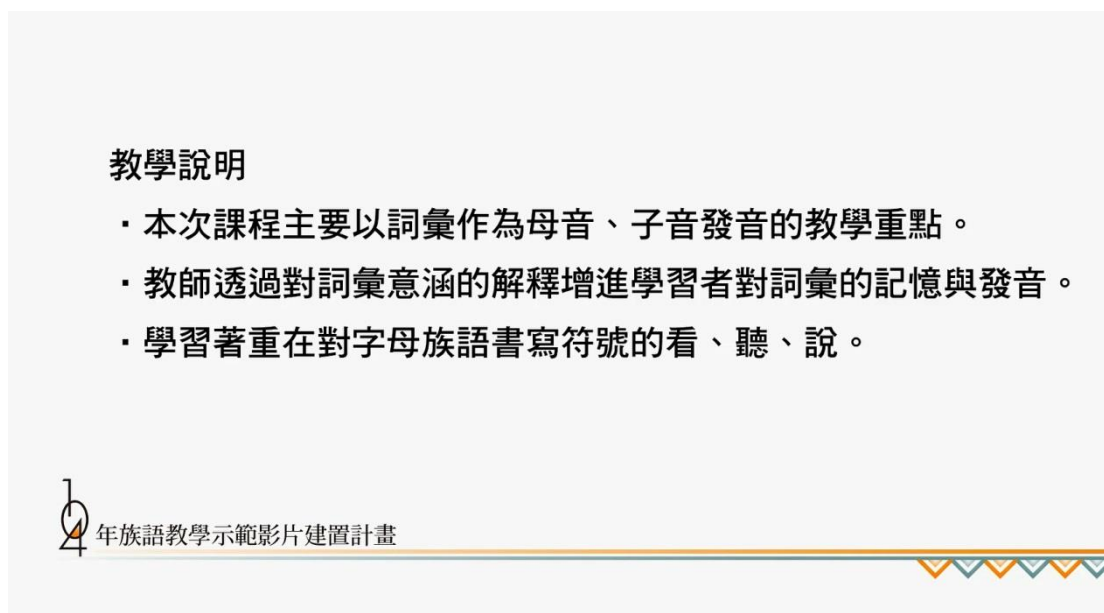 教學說明
．本次課程主要以詞彙作為母音、子音發音的教學重點。
．教師透過對詞彙意涵的解釋增進學習者對詞彙的記憶與發音。
．學習著重在對字母族語書寫符號的看、聽、說。
104年族語教學示範影片建置計畫